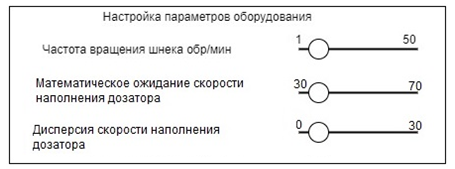 Настройка параметров оборудования
Частота вращения шнека обр/мин
1 50
Математическое ожидание скорости
наполнения дозатора
30 70
Дисперсия скорости наполнения
дозатора
0 30